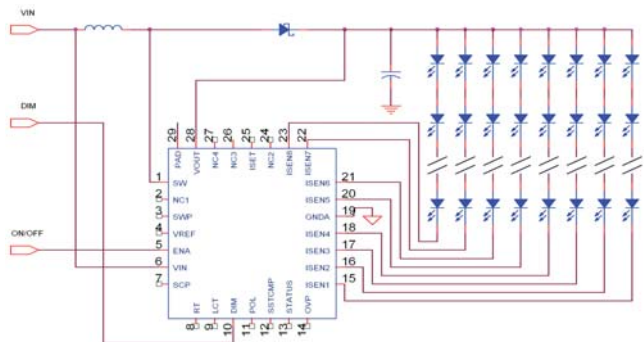 VIN
DIM
ON/OFF
29 28 27 26 25 24 23 22
PAD VOUT NC4 NC3 ISET NC2 ISEN8 ISEN7
1 SW
2 NC1
3 SWP
4 VREF
5 ENA
6 VIN
7 SCP
ISEN6 21
ISEN5 20
GNDA 19
ISEN4 18
ISEN3 17
ISEN2 16
ISEN1 15
RT LCT DIM POL SSTCMP STATUS OVP
8 9 10 11 12 13 14